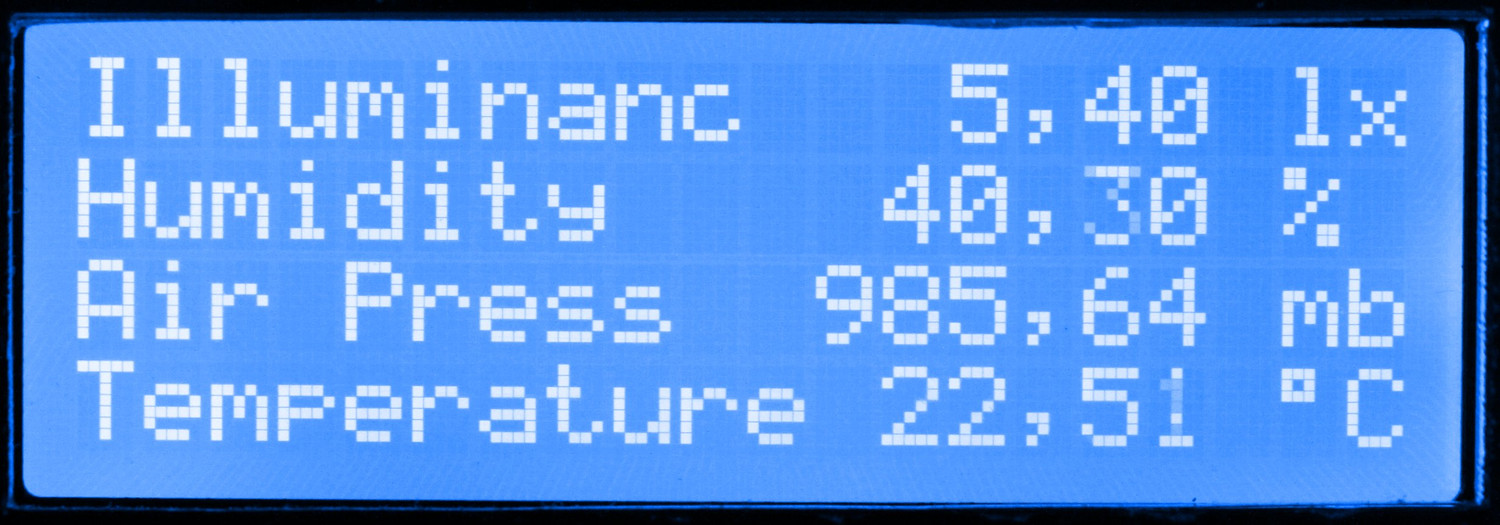 Illuminanc 5,40 lx
Humidity 40,30 %
Air Press 985,64 mb
Temperature 22,51 °C